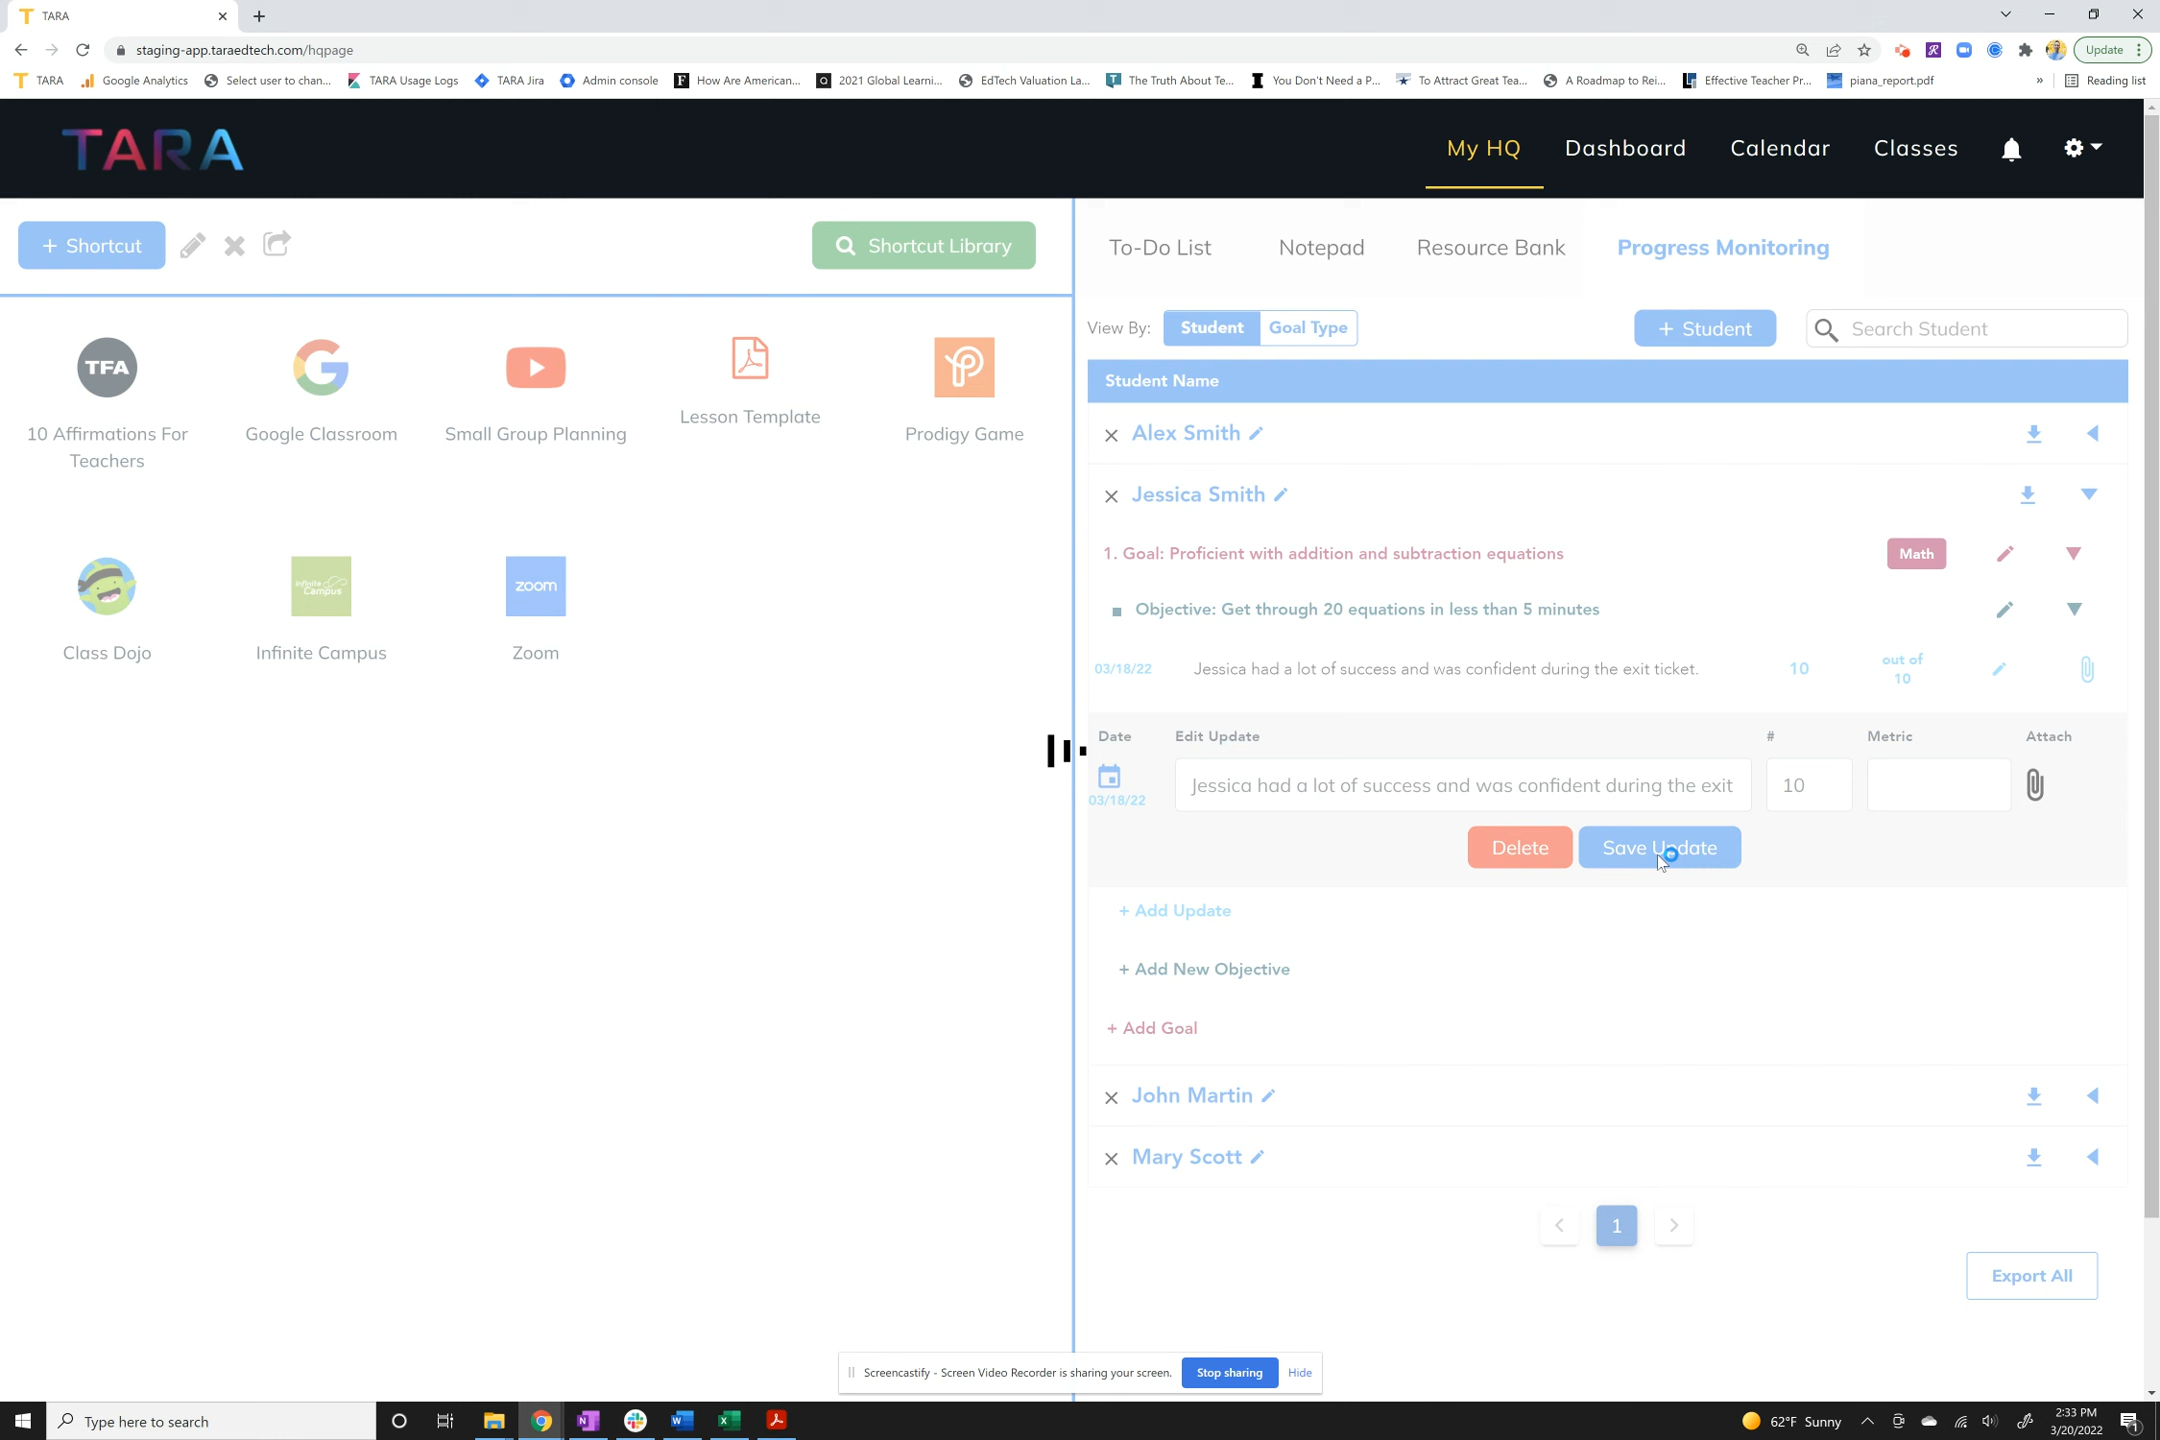 TARA
staging-app.taraedtech.com/hqpage
Update
TARA
Google Analytics
Select user to chan...
TARA Usage Logs
TARA Jira
Admin console
How Are American...
2021 Global Learni...
EdTech Valuation La...
The Truth About Te...
You Don't Need a P...
To Attract Great Tea...
A Roadmap to Rei...
Effective Teacher Pr...
piana_report.pdf
»
Reading list
TARA
My HQ
Dashboard
Calendar
Classes
+ Shortcut
Shortcut Library
To-Do List
Notepad
Resource Bank
Progress Monitoring
View By:
Student
Goal Type
+ Student
Search Student
TFA
10 Affirmations For
Teachers
Google Classroom
Small Group Planning
Lesson Template
Prodigy Game
Infinite
Campus
zoom
Class Dojo
Infinite Campus
Zoom
Student Name
Alex Smith
Jessica Smith
1. Goal: Proficient with addition and subtraction equations
Math
Objective: Get through 20 equations in less than 5 minutes
03/18/22
Jessica had a lot of success and was confident during the exit ticket.
10
out of
10
Date
Edit Update
#
Metric
Attach
03/18/22
Jessica had a lot of success and was confident during the exit
10
Delete
Save Update
+ Add Update
+ Add New Objective
+ Add Goal
John Martin
Mary Scott
1
Export All
Screencastify - Screen Video Recorder is sharing your screen.
Stop sharing
Hide
Type here to search
62°F Sunny
2:33 PM
3/20/2022
1